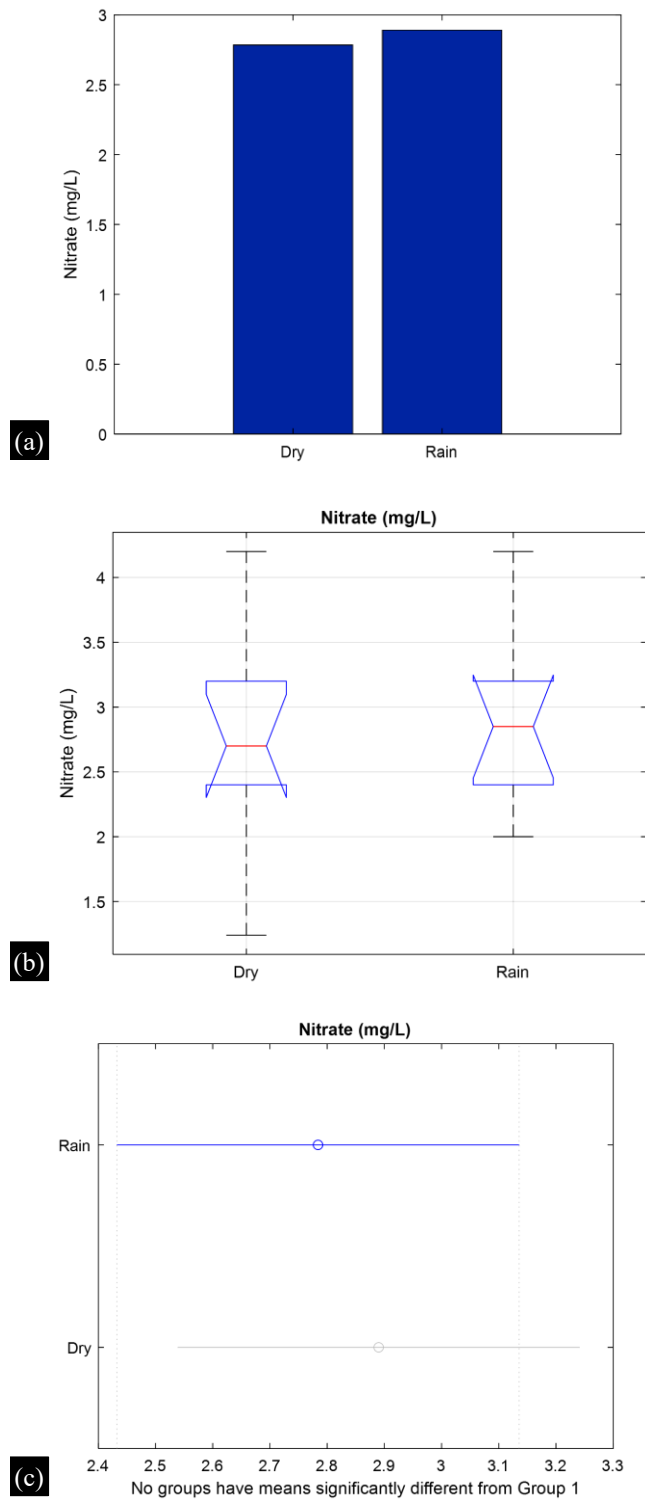 3
2.5
2
1.5
1
0.5
0
Nitrate (mg/L)
Dry Rain
(a)
Nitrate (mg/L)
4
3.5
3
2.5
2
1.5
Nitrate (mg/L)
Dry Rain
(b)
Nitrate (mg/L)
Rain
Dry
2.4 2.5 2.6 2.7 2.8 2.9 3 3.1 3.2 3.3
No groups have means significantly different from Group 1
(c)